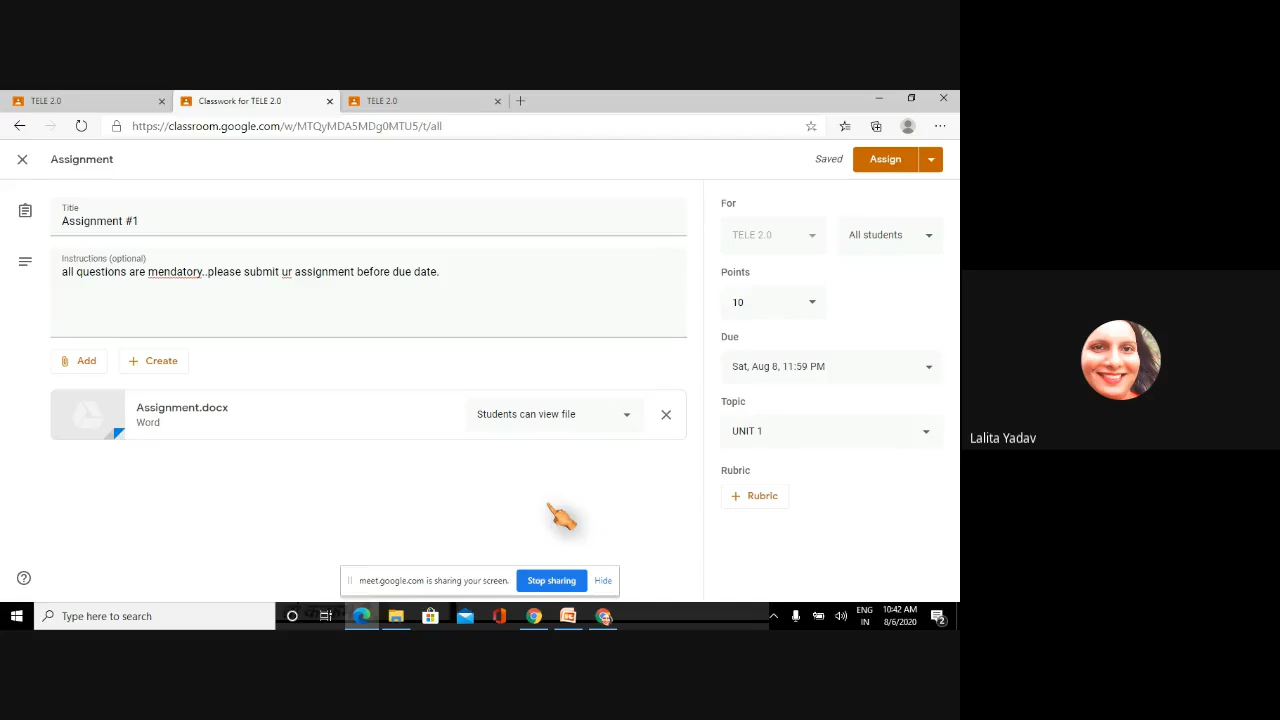 TELE 2.0
Classwork for TELE 2.0
TELE 2.0
https://classroom.google.com/w/MTQyMDA5MDg0MTU5/t/all
Assignment
Saved
Assign
Title
Assignment #1
Instructions (optional)
all questions are mendatory..please submit ur assignment before due date.
Add
Create
Assignment.docx
Word
Students can view file
For
TELE 2.0
All students
Points
10
Due
Sat, Aug 8, 11:59 PM
Topic
UNIT 1
Rubric
Rubric
Lalita Yadav
meet.google.com is sharing your screen.
Stop sharing
Hide
Type here to search
ENG
IN
10:42 AM
8/6/2020
2